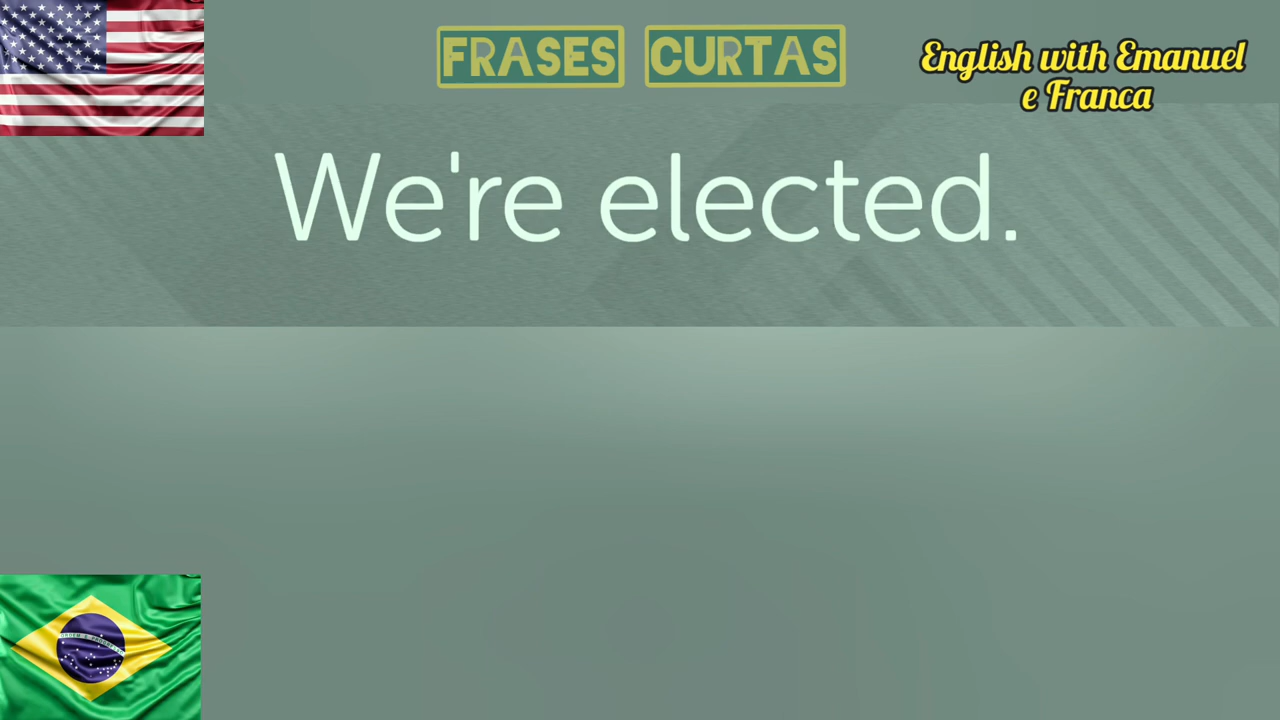 FRASES CURTAS
English with Emanuel
e Franca
We're elected.